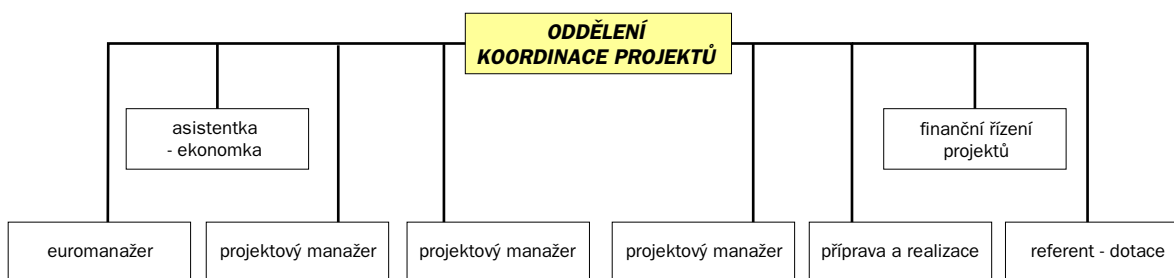 ODDĚLENÍ
KOORDINACE PROJEKTŮ
asistentka
- ekonomka
finanční řízení
projektů
euromanažer
projektový manažer
projektový manažer
projektový manažer
příprava a realizace
referent - dotace